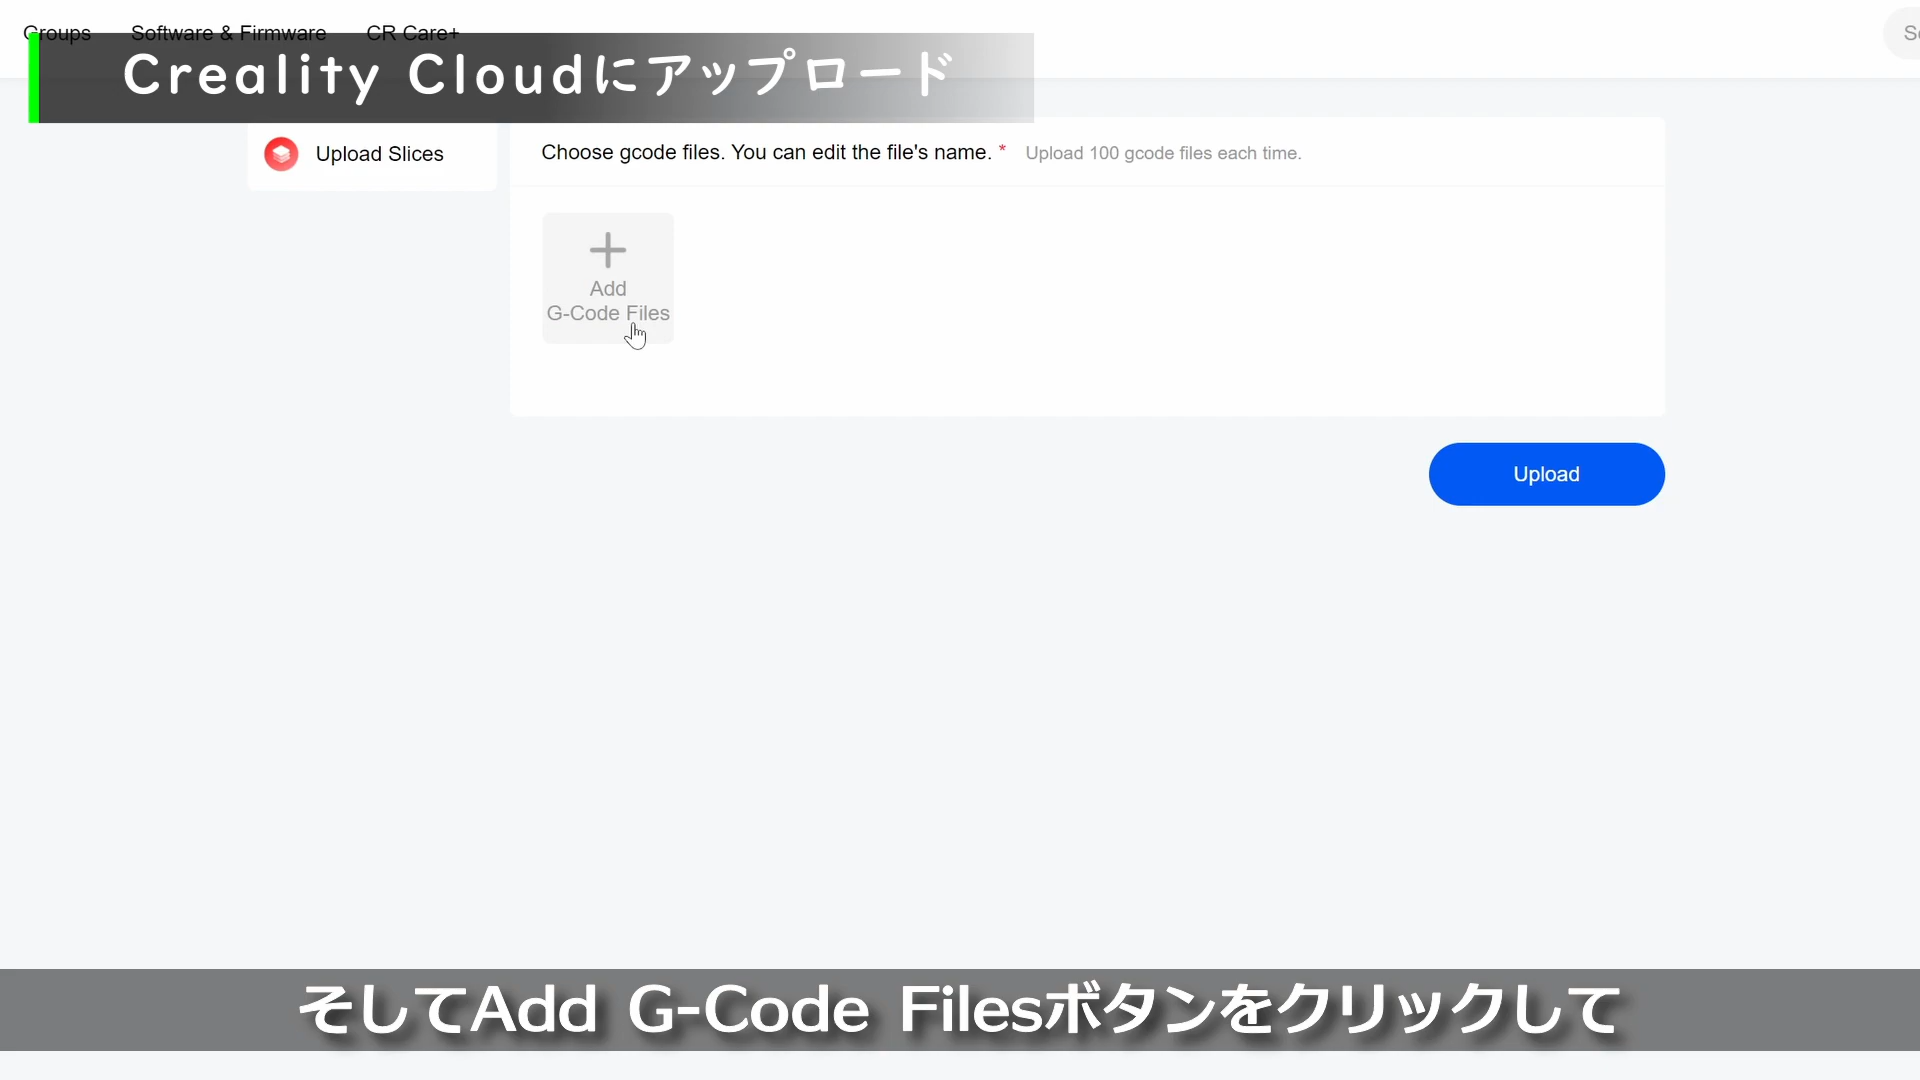 Groups Software & Firmware CR Care+
Creality Cloudにアップロード
Upload Slices
Choose gcode files. You can edit the file's name. * Upload 100 gcode files each time.
Add
G-Code Files
Upload
そしてAdd G-Code Filesボタンをクリックして